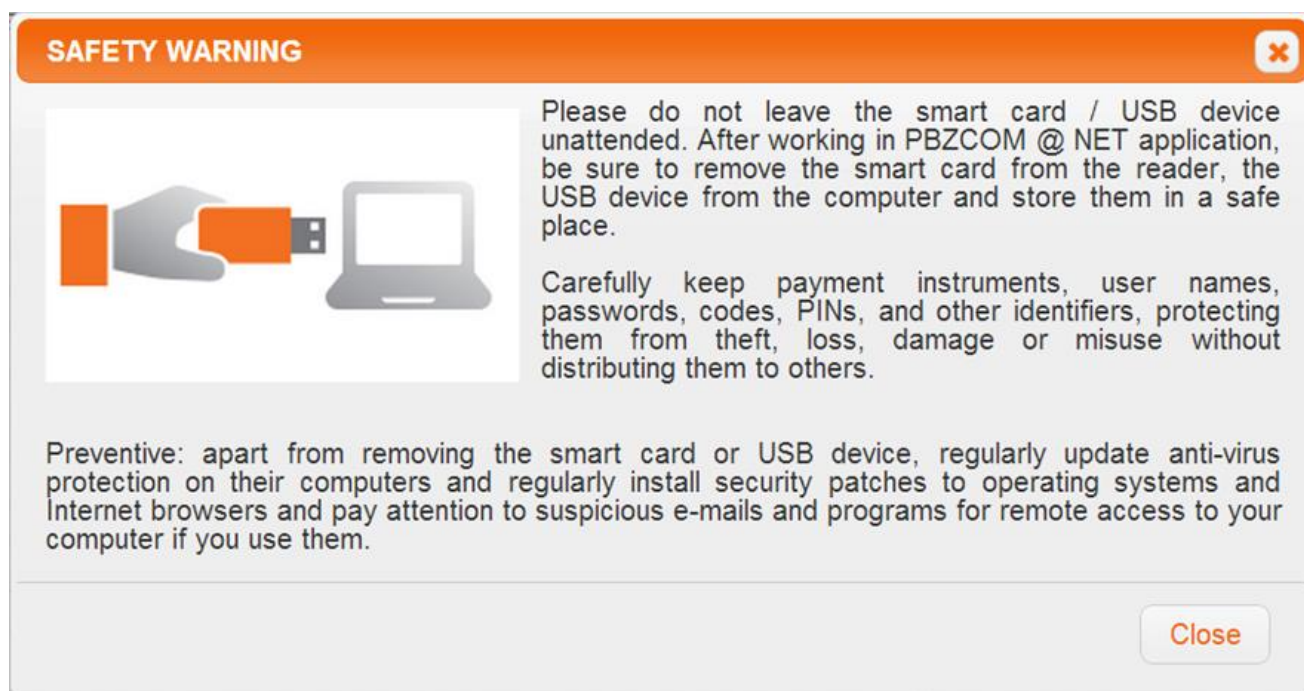 SAFETY WARNING
Please do not leave the smart card / USB device
unattended. After working in PBZCOM @ NET application,
be sure to remove the smart card from the reader, the
USB device from the computer and store them in a safe
place.
Carefully keep payment instruments, user names,
passwords, codes, PINs, and other identifiers, protecting
them from theft, loss, damage or misuse without
distributing them to others.
Preventive: apart from removing the smart card or USB device, regularly update anti-virus
protection on their computers and regularly install security patches to operating systems and
Internet browsers and pay attention to suspicious e-mails and programs for remote access to your
computer if you use them.
Close